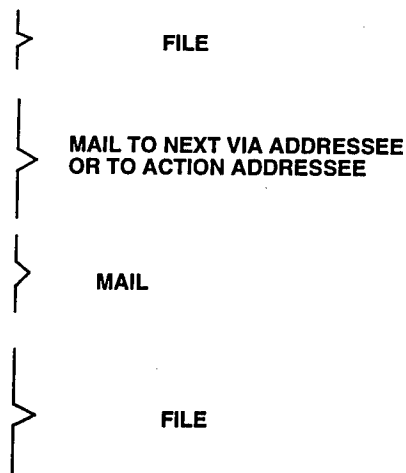 FILE
MAIL TO NEXT VIA ADDRESSEE
OR TO ACTION ADDRESSEE
MAIL
FILE